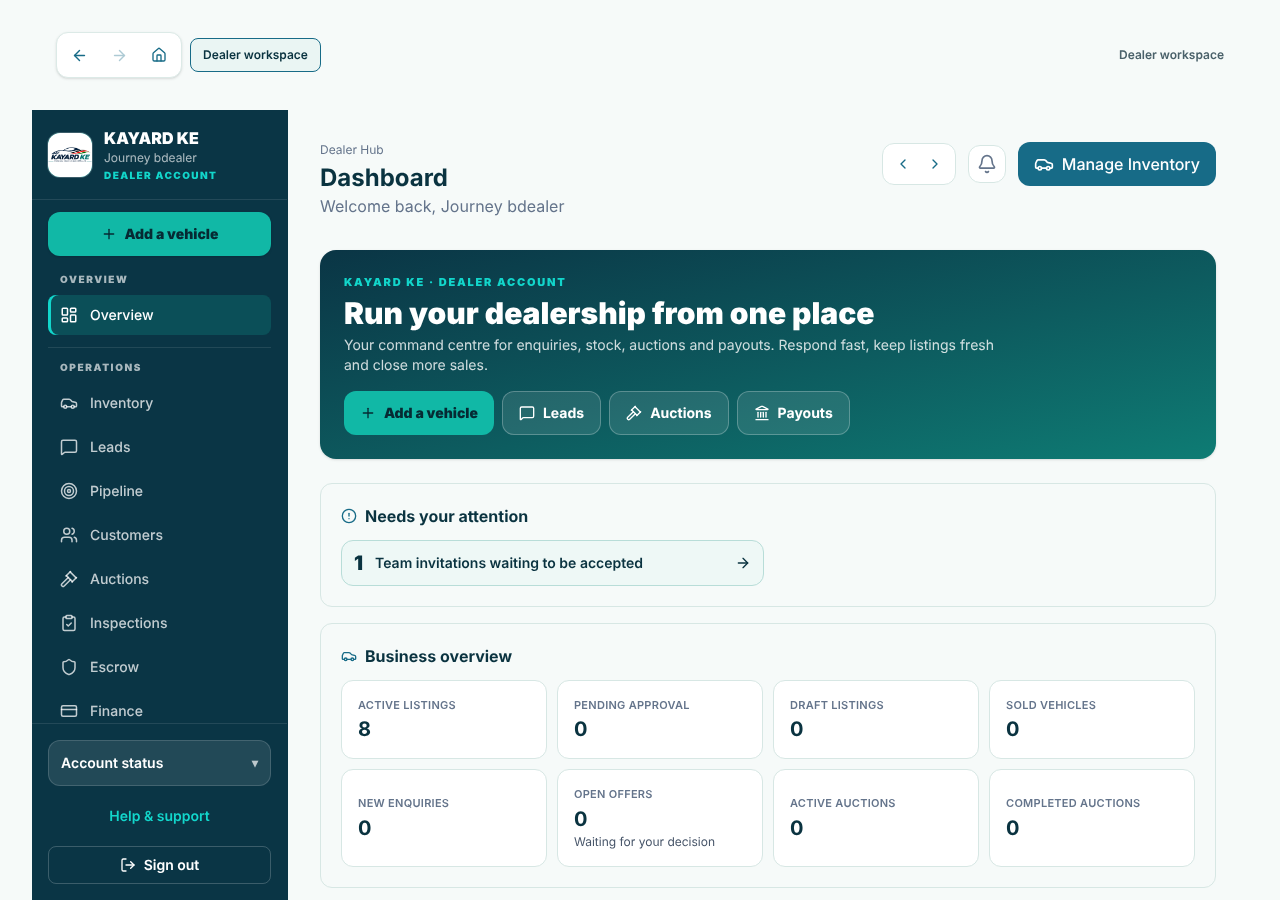 Dealer workspace
Dealer workspace
KAYARD KE
KAYARD KE
Journey bdealer
DEALER ACCOUNT
Add a vehicle
OVERVIEW
Overview
OPERATIONS
Inventory
Leads
Pipeline
Customers
Auctions
Inspections
Escrow
Finance
Account status
Help & support
Sign out
Dealer Hub
Dashboard
Welcome back, Journey bdealer
Manage Inventory
KAYARD KE · DEALER ACCOUNT
Run your dealership from one place
Your command centre for enquiries, stock, auctions and payouts. Respond fast, keep listings fresh
and close more sales.
Add a vehicle
Leads
Auctions
Payouts
Needs your attention
1 Team invitations waiting to be accepted
Business overview
ACTIVE LISTINGS
8
PENDING APPROVAL
0
DRAFT LISTINGS
0
SOLD VEHICLES
0
NEW ENQUIRIES
0
OPEN OFFERS
0
Waiting for your decision
ACTIVE AUCTIONS
0
COMPLETED AUCTIONS
0